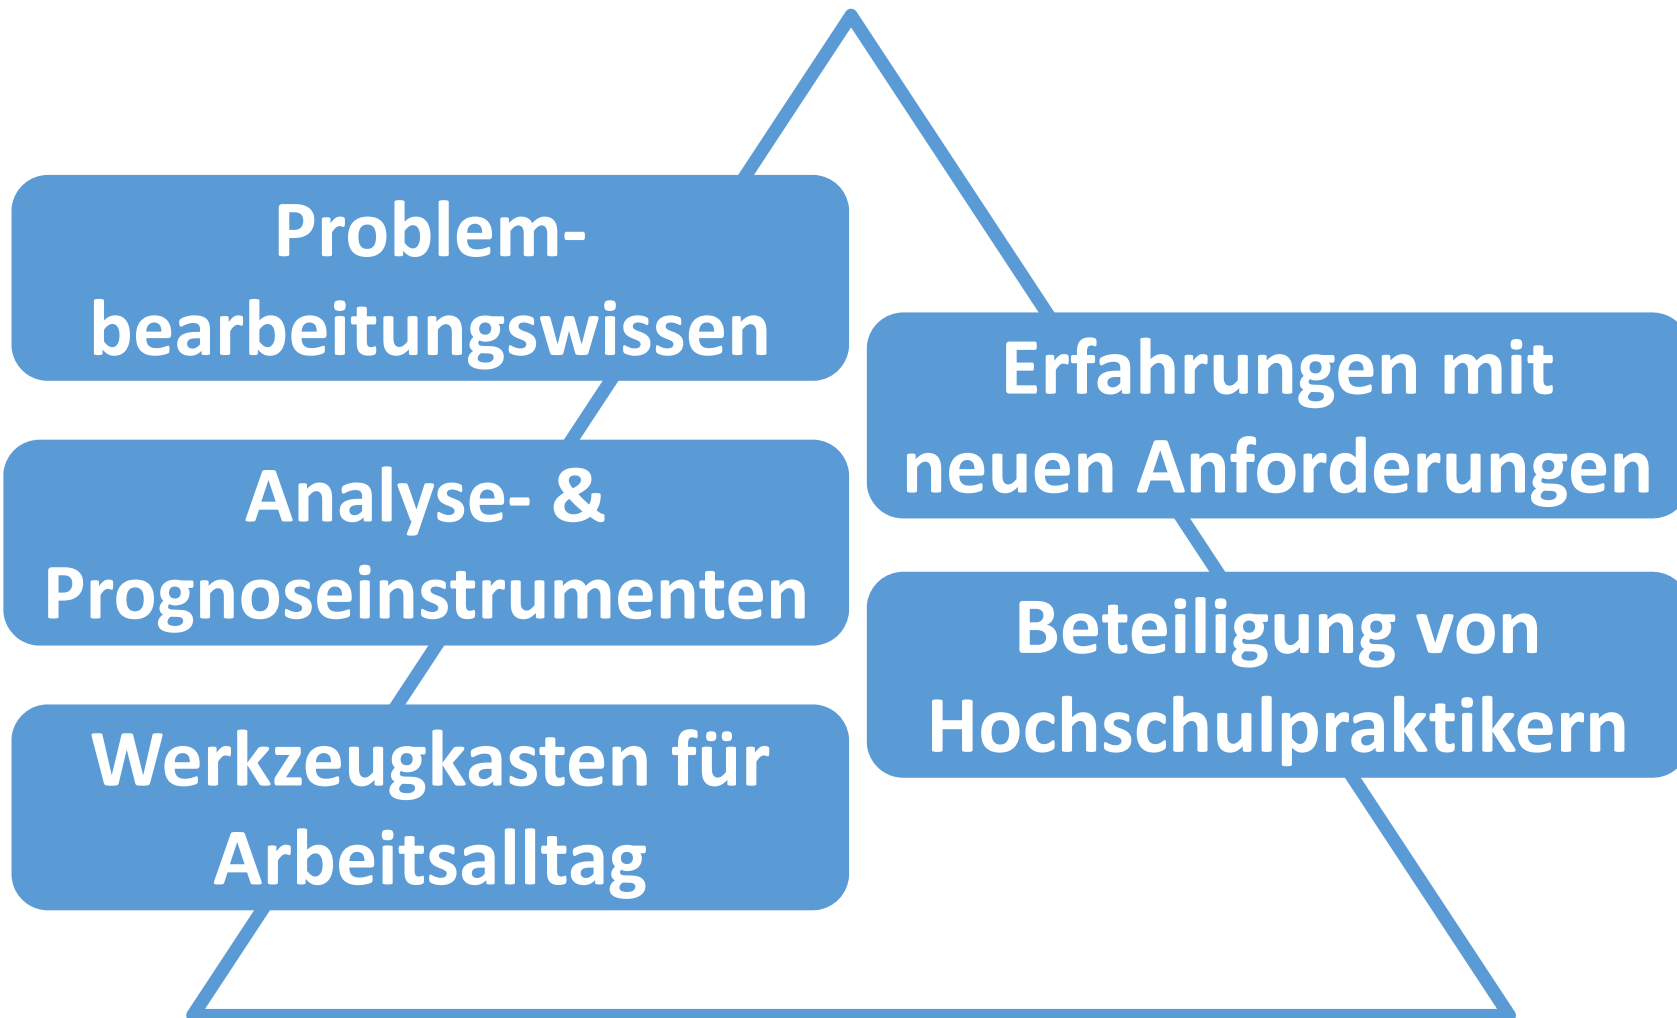 Problem-
bearbeitungswissen
Analyse- &
Prognoseinstrumenten
Werkzeugkasten für
Arbeitsalltag
Erfahrungen mit
neuen Anforderungen
Beteiligung von
Hochschulpraktikern